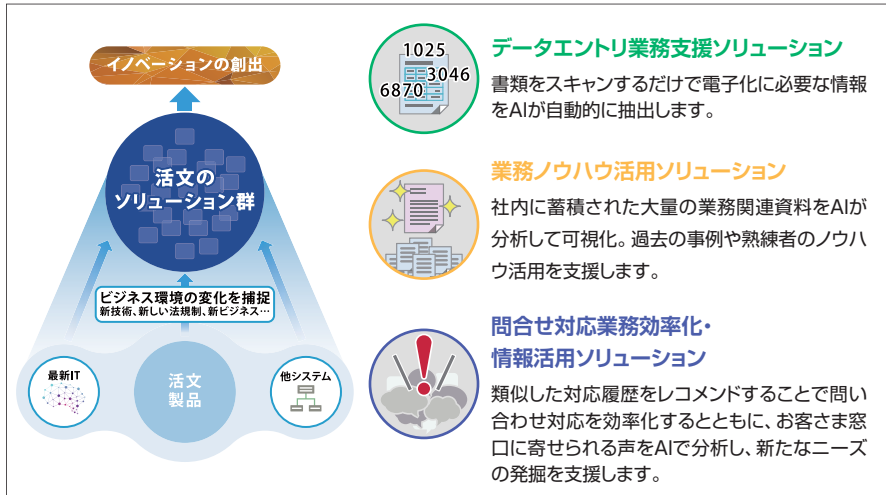 イノベーションの創出
活文の
ソリューション群
ビジネス環境の変化を捕捉
新技術、新しい法規制、新ビジネス…
最新IT
活文
製品
他システム
1025
3046
6870
データエントリ業務支援ソリューション
書類をスキャンするだけで電子化に必要な情報
をAIが自動的に抽出します。
業務ノウハウ活用ソリューション
社内に蓄積された大量の業務関連資料をAIが
分析して可視化。過去の事例や熟練者のノウハ
ウ活用を支援します。
問合せ対応業務効率化・
情報活用ソリューション
類似した対応履歴をレコメンドすることで問い
合わせ対応を効率化するとともに、お客さま窓
口に寄せられる声をAIで分析し、新たなニーズ
の発掘を支援します。